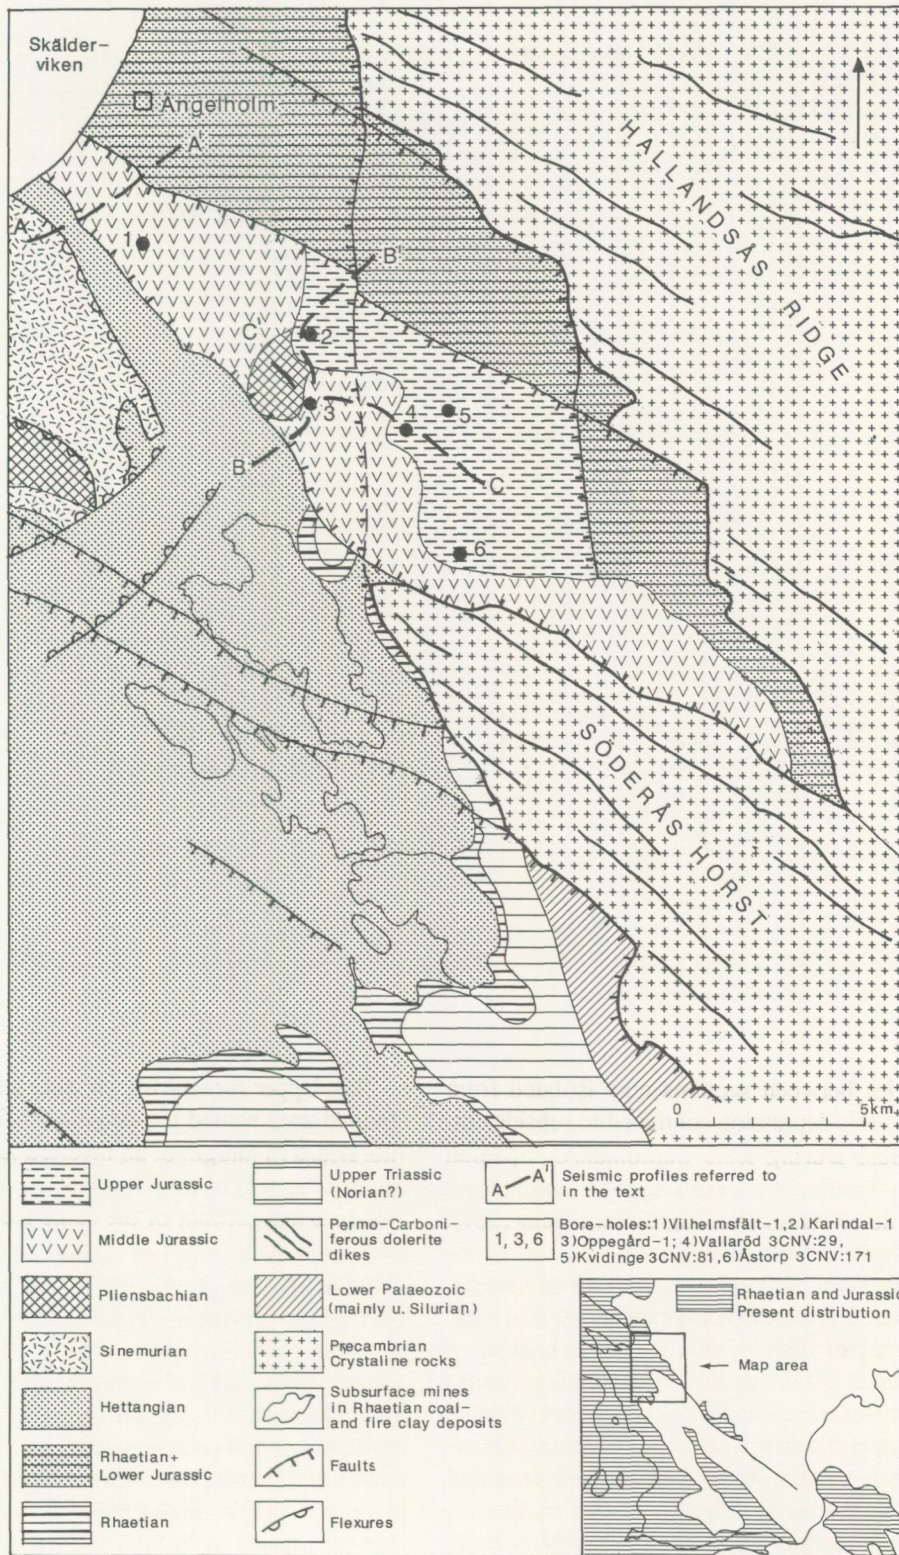 Skälder-
viken
Ängelholm
A'
A
1
B'
C'
2
3
4
5
B
C
6
HALLANDSÅS RIDGE
SÖDERÅS HORST
0 5km
Upper Jurassic
Middle Jurassic
Pliensbachian
Sinemurian
Hettangian
Rhaetian+
Lower Jurassic
Rhaetian
Upper Triassic
(Norian?)
Permo-Carboni-
ferous dolerite
dikes
Lower Palaeozoic
(mainly u. Silurian)
Precambrian
Crystaline rocks
Subsurface mines
in Rhaetian coal-
and fire clay deposits
Faults
Flexures
A A'
Seismic profiles referred to
in the text
1, 3, 6
Bore-holes:1)Vilhelmsfält-1,2) Karindal-1
3)Oppegård-1; 4)Vallaröd 3CNV:29,
5)Kvidinge 3CNV:81,6)Åstorp 3CNV:171
Rhaetian and Jurassic
Present distribution
Map area